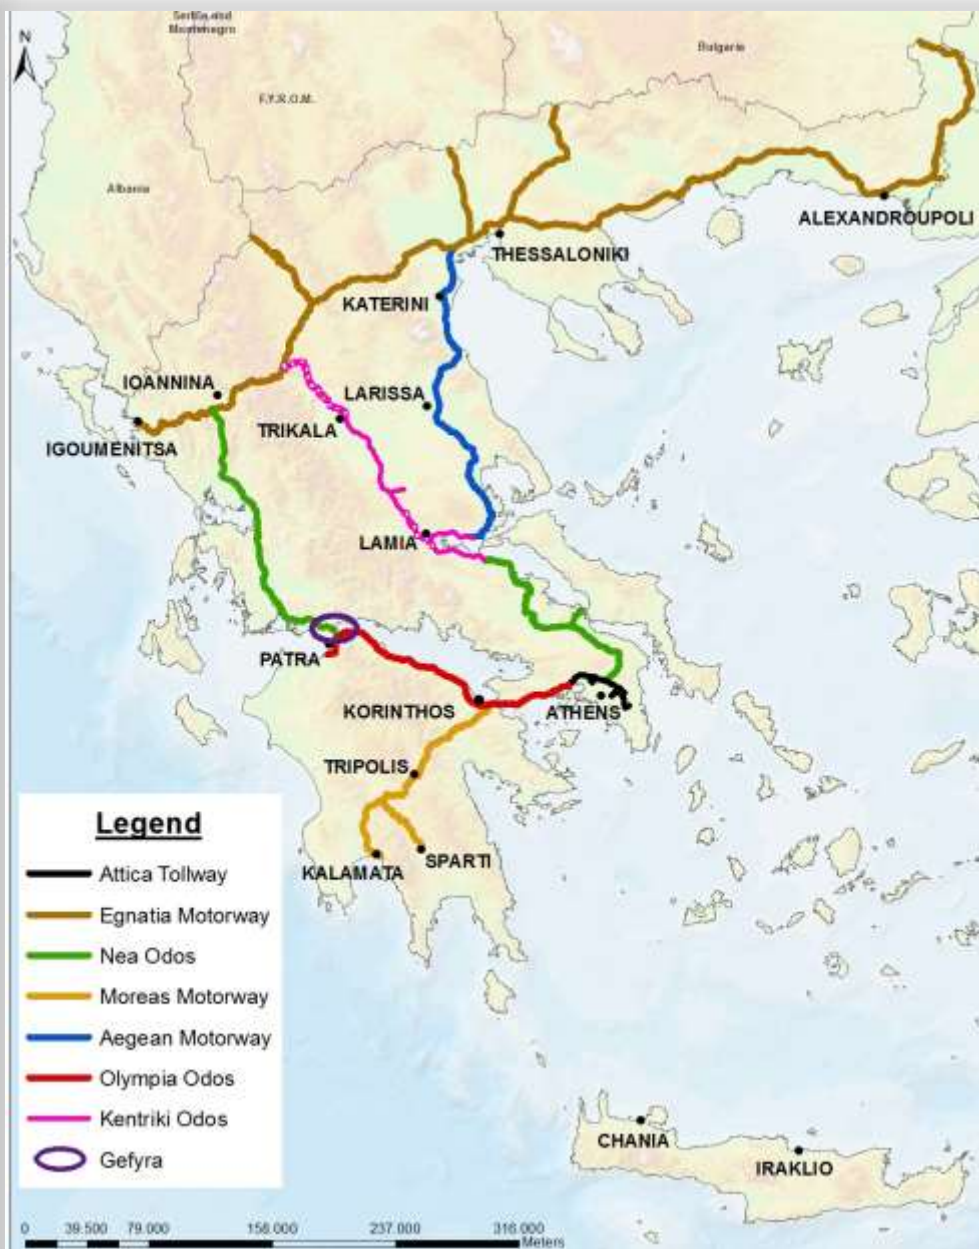 Serbia and
Montenegro
N
Bulgaria
F.Y.R.O.M.
Albania
ALEXANDROUPOLI
THESSALONIKI
KATERINI
IOANNINA
LARISSA
TRIKALA
IGOUMENITSA
LAMIA
PATRA
KORINTHOS
ATHENS
TRIPOLIS
SPARTI
KALAMATA
Legend
Attica Tollway
Egnatia Motorway
Nea Odos
Moreas Motorway
Aegean Motorway
Olympia Odos
Kentriki Odos
Gefyra
CHANIA
IRAKLIO
0 39.500 79.000 158.000 237.000 316.000
Meters